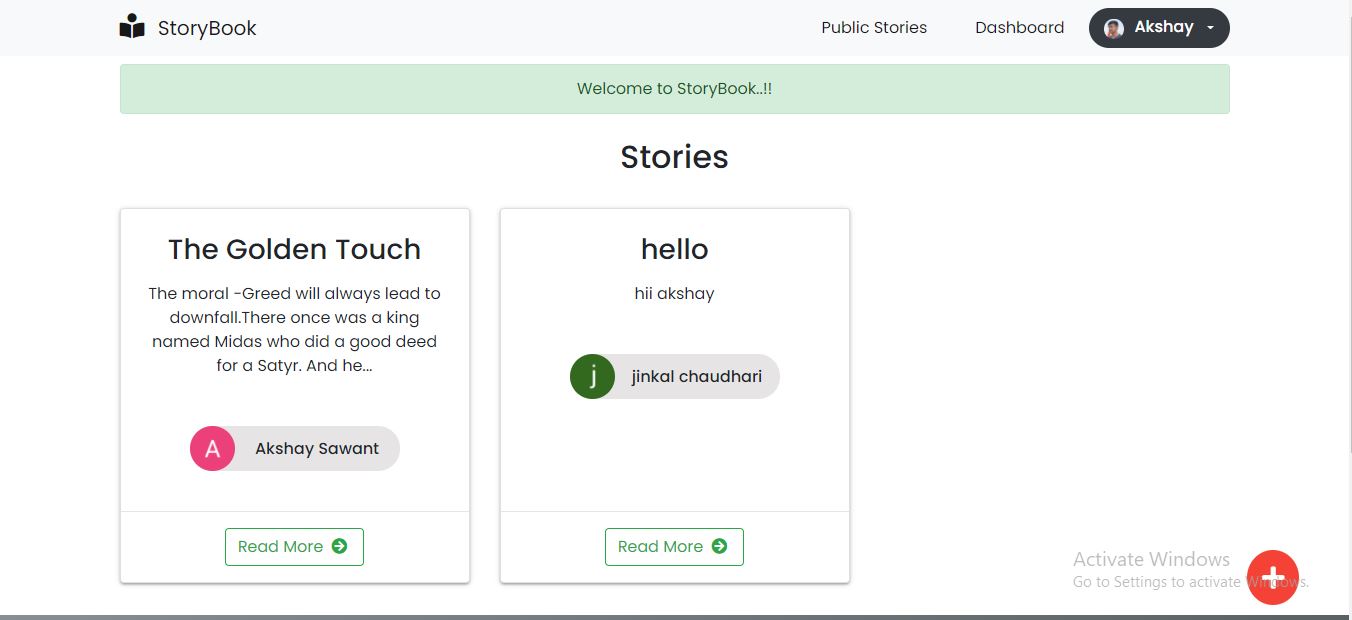 StoryBook
Public Stories
Dashboard
Akshay
Welcome to StoryBook..!!
Stories
The Golden Touch
The moral -Greed will always lead to
downfall.There once was a king
named Midas who did a good deed
for a Satyr. And he...
A
Akshay Sawant
Read More
hello
hii akshay
j
jinkal chaudhari
Read More
Activate Windows
Go to Settings to activate Windows.